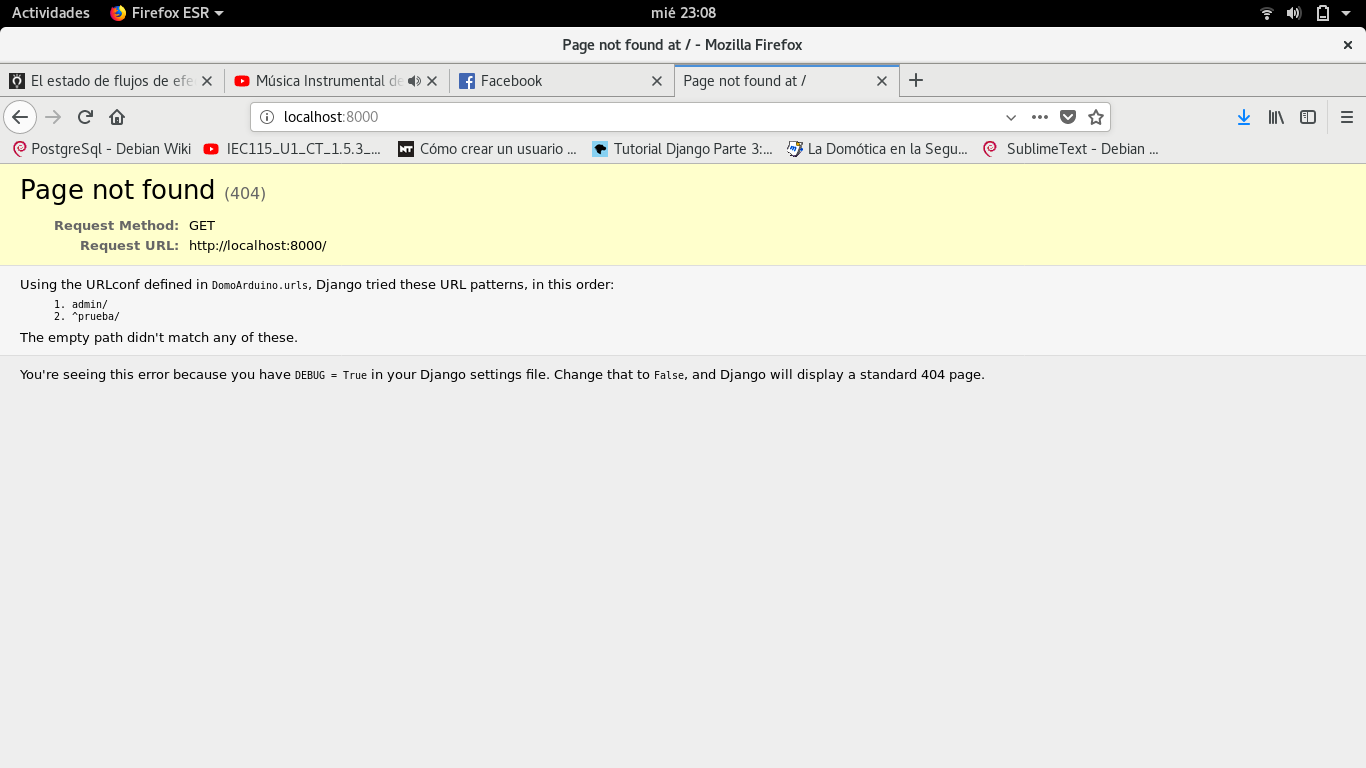 Actividades Firefox ESR mié 23:08
Page not found at / - Mozilla Firefox
El estado de flujos de efe Música Instrumental de Facebook Page not found at /
localhost:8000
PostgreSql - Debian Wiki IEC115_U1_CT_1.5.3_... Cómo crear un usuario ... Tutorial Django Parte 3:... La Domótica en la Segu... SublimeText - Debian ...
Page not found (404)
Request Method: GET
Request URL: http://localhost:8000/
Using the URLconf defined in DomoArduino.urls, Django tried these URL patterns, in this order:
1. admin/
2. ^prueba/
The empty path didn't match any of these.
You're seeing this error because you have DEBUG = True in your Django settings file. Change that to False, and Django will display a standard 404 page.